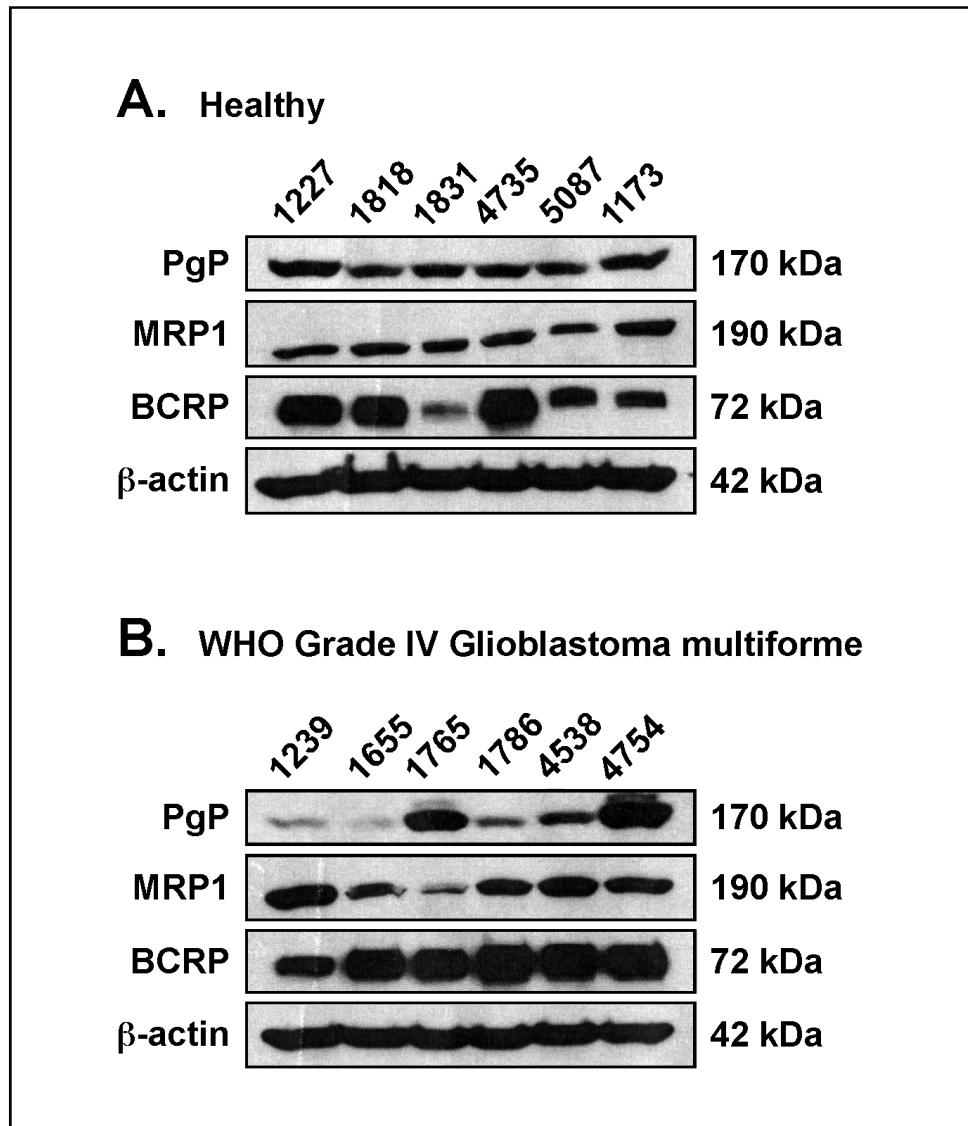 A. Healthy
1227 1818 1831 4735 5087 1173
PgP 170 kDa
MRP1 190 kDa
BCRP 72 kDa
β-actin 42 kDa
B. WHO Grade IV Glioblastoma multiforme
1239 1655 1765 1786 4538 4754
PgP 170 kDa
MRP1 190 kDa
BCRP 72 kDa
β-actin 42 kDa